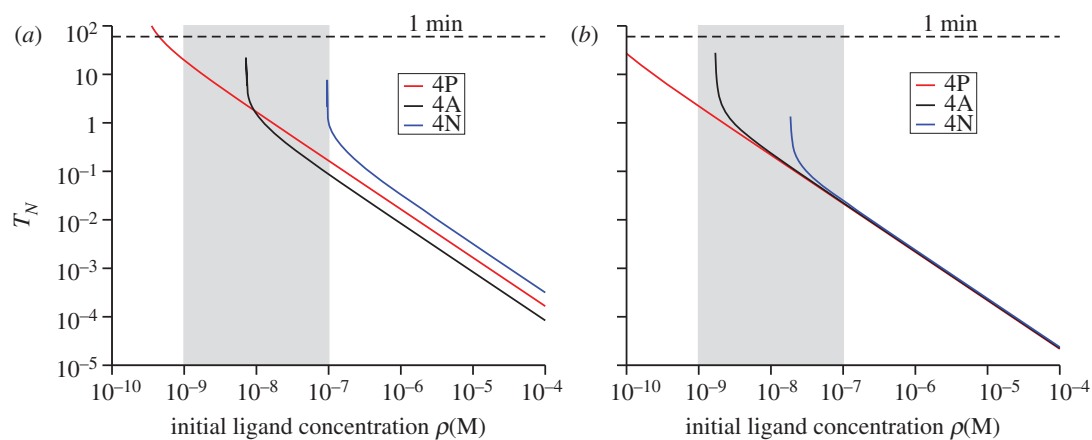 (a)
1 min
10²
10
1
10⁻¹
10⁻²
10⁻³
10⁻⁴
10⁻⁵
T_N
4P
4A
4N
10⁻¹⁰ 10⁻⁹ 10⁻⁸ 10⁻⁷ 10⁻⁶ 10⁻⁵ 10⁻⁴
initial ligand concentration ρ(M)
(b)
1 min
4P
4A
4N
10⁻¹⁰ 10⁻⁹ 10⁻⁸ 10⁻⁷ 10⁻⁶ 10⁻⁵ 10⁻⁴
initial ligand concentration ρ(M)